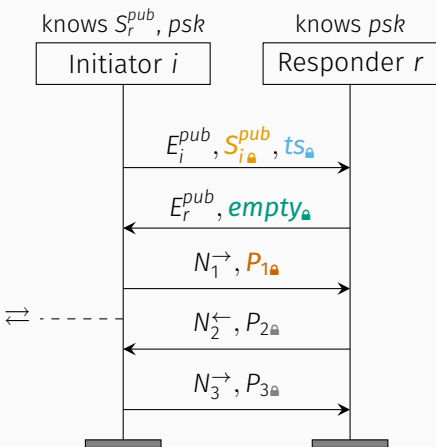 knows S_r^pub, psk
knows psk
Initiator i
Responder r
E_i^pub, S_i^pub, ts
E_r^pub, empty
N_1^→, P_1
N_2^←, P_2
N_3^→, P_3